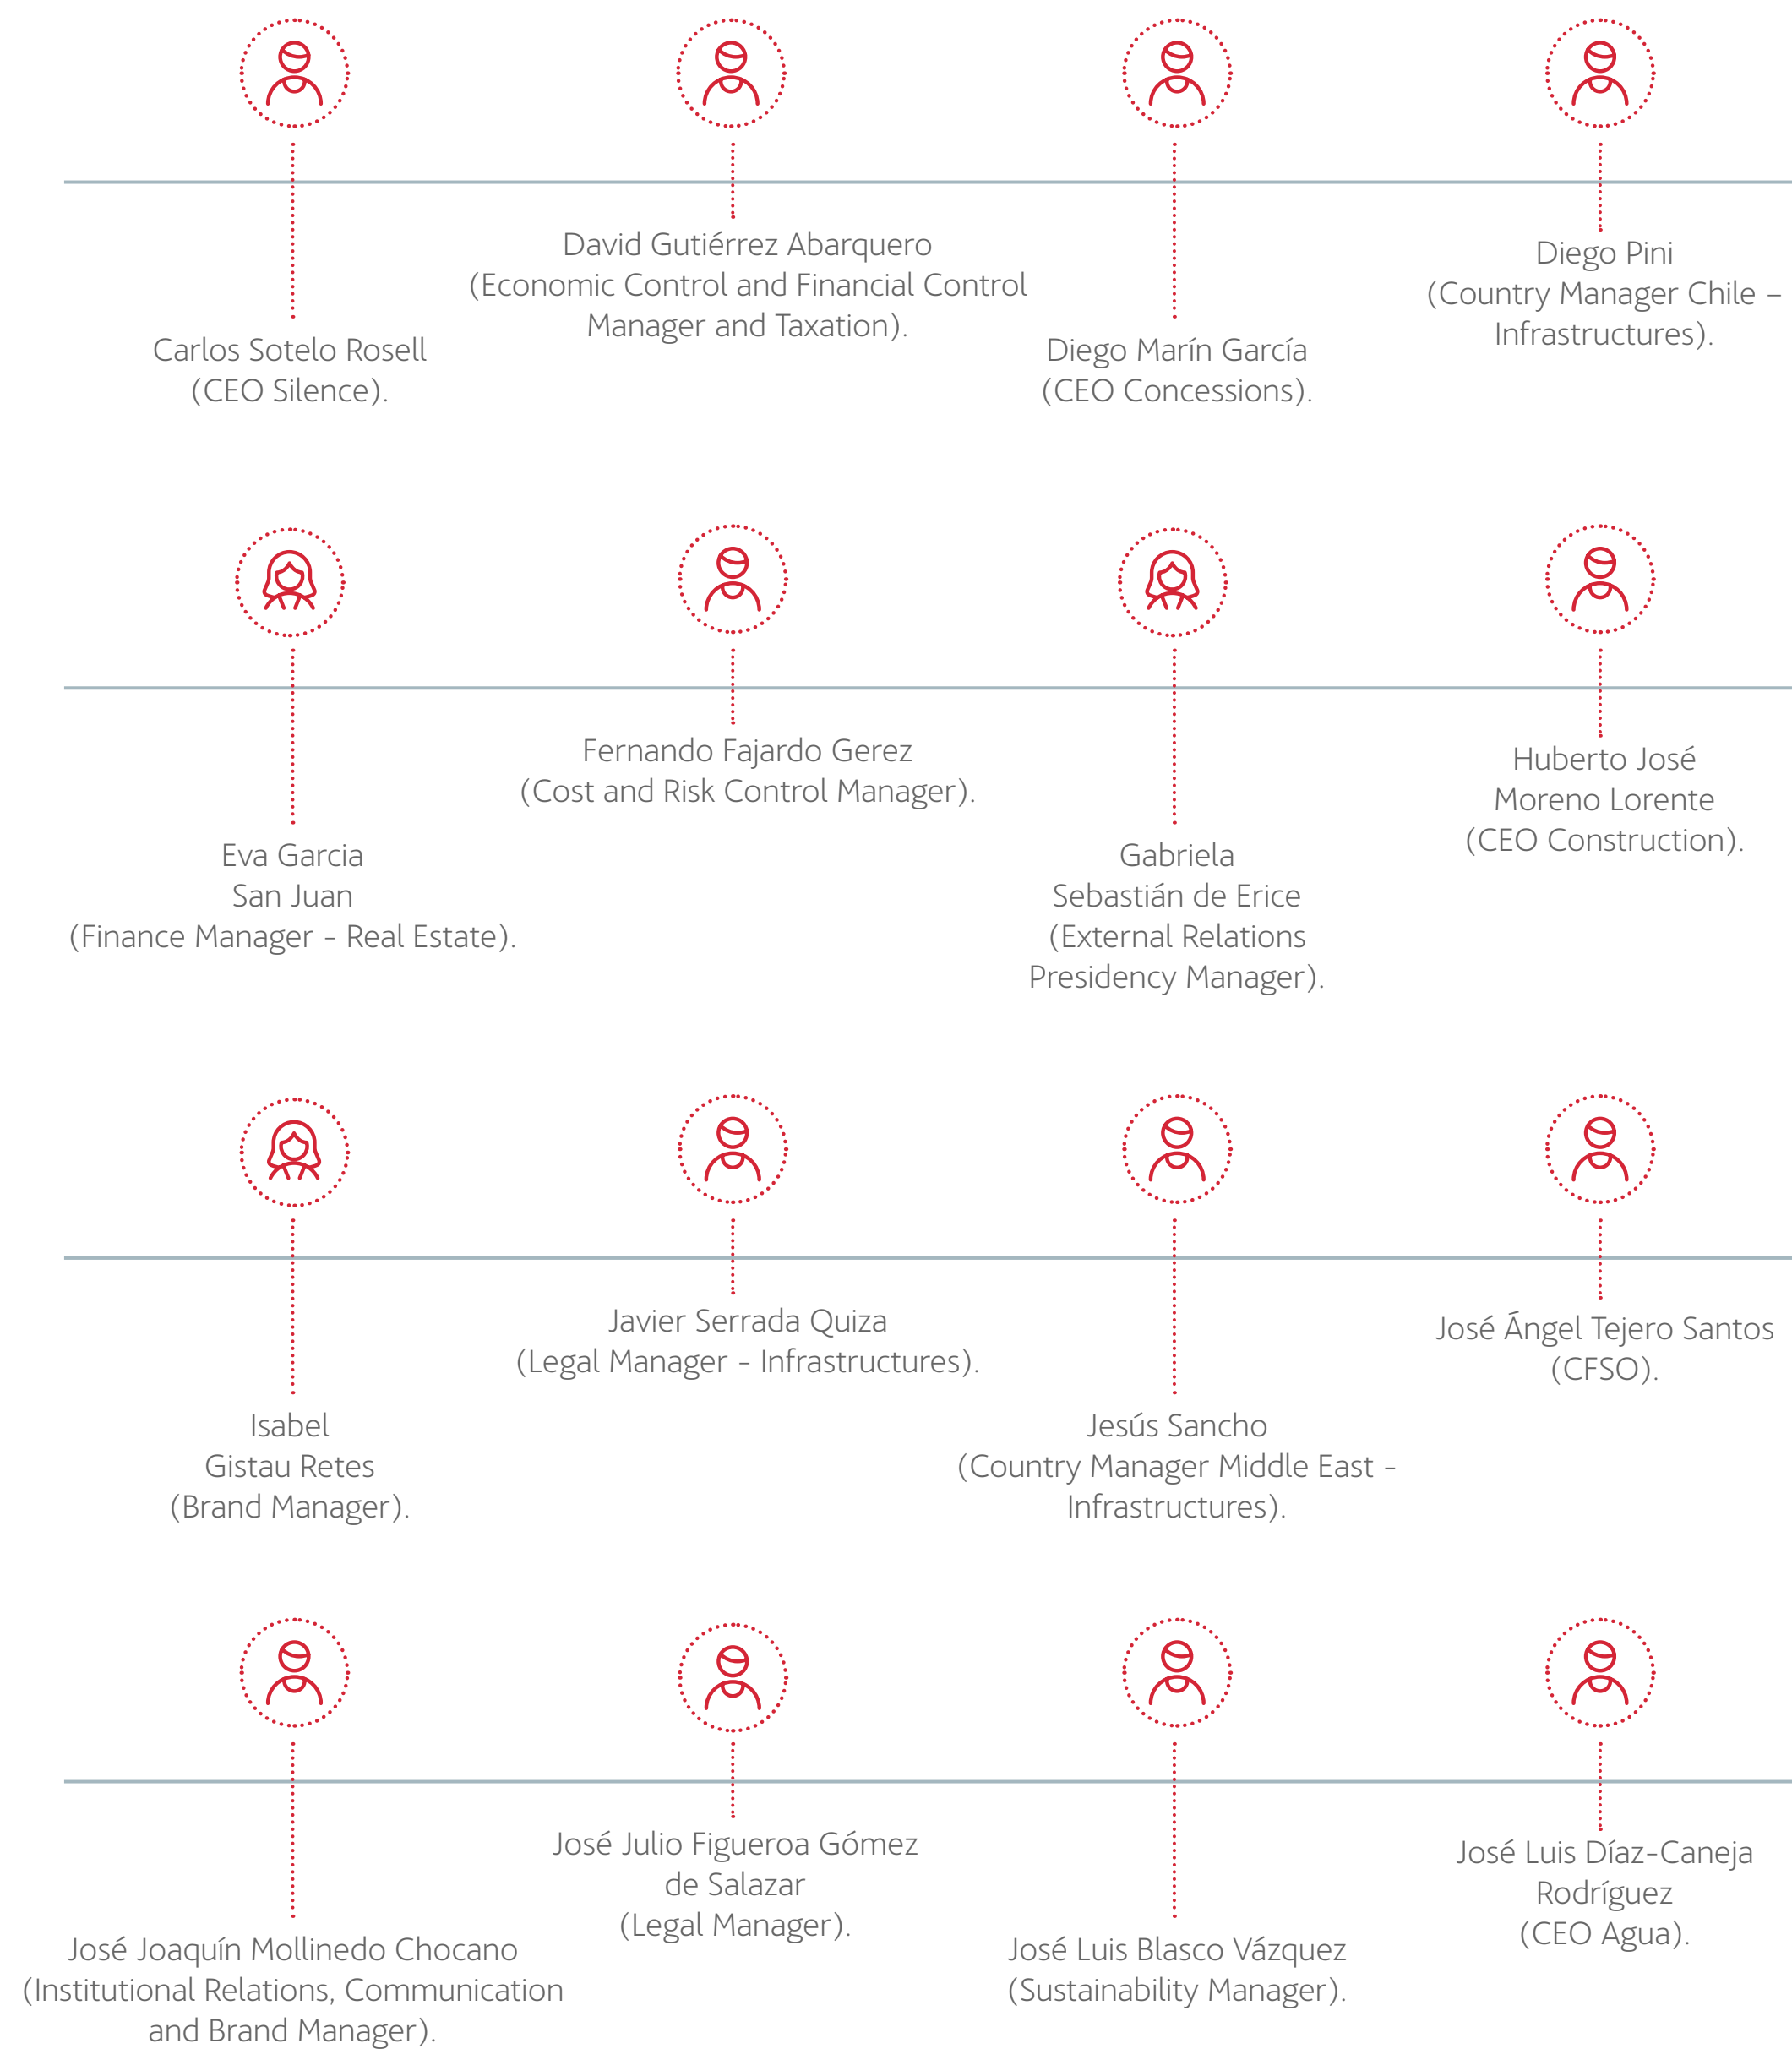 Carlos Sotelo Rosell
(CEO Silence).
David Gutiérrez Abarquero
(Economic Control and Financial Control
Manager and Taxation).
Diego Marín García
(CEO Concessions).
Diego Pini
(Country Manager Chile –
Infrastructures).
Eva Garcia
San Juan
(Finance Manager - Real Estate).
Fernando Fajardo Gerez
(Cost and Risk Control Manager).
Gabriela
Sebastián de Erice
(External Relations
Presidency Manager).
Huberto José
Moreno Lorente
(CEO Construction).
Isabel
Gistau Retes
(Brand Manager).
Javier Serrada Quiza
(Legal Manager - Infrastructures).
Jesús Sancho
(Country Manager Middle East -
Infrastructures).
José Ángel Tejero Santos
(CFSO).
José Joaquín Mollinedo Chocano
(Institutional Relations, Communication
and Brand Manager).
José Julio Figueroa Gómez
de Salazar
(Legal Manager).
José Luis Blasco Vázquez
(Sustainability Manager).
José Luis Díaz-Caneja
Rodríguez
(CEO Agua).